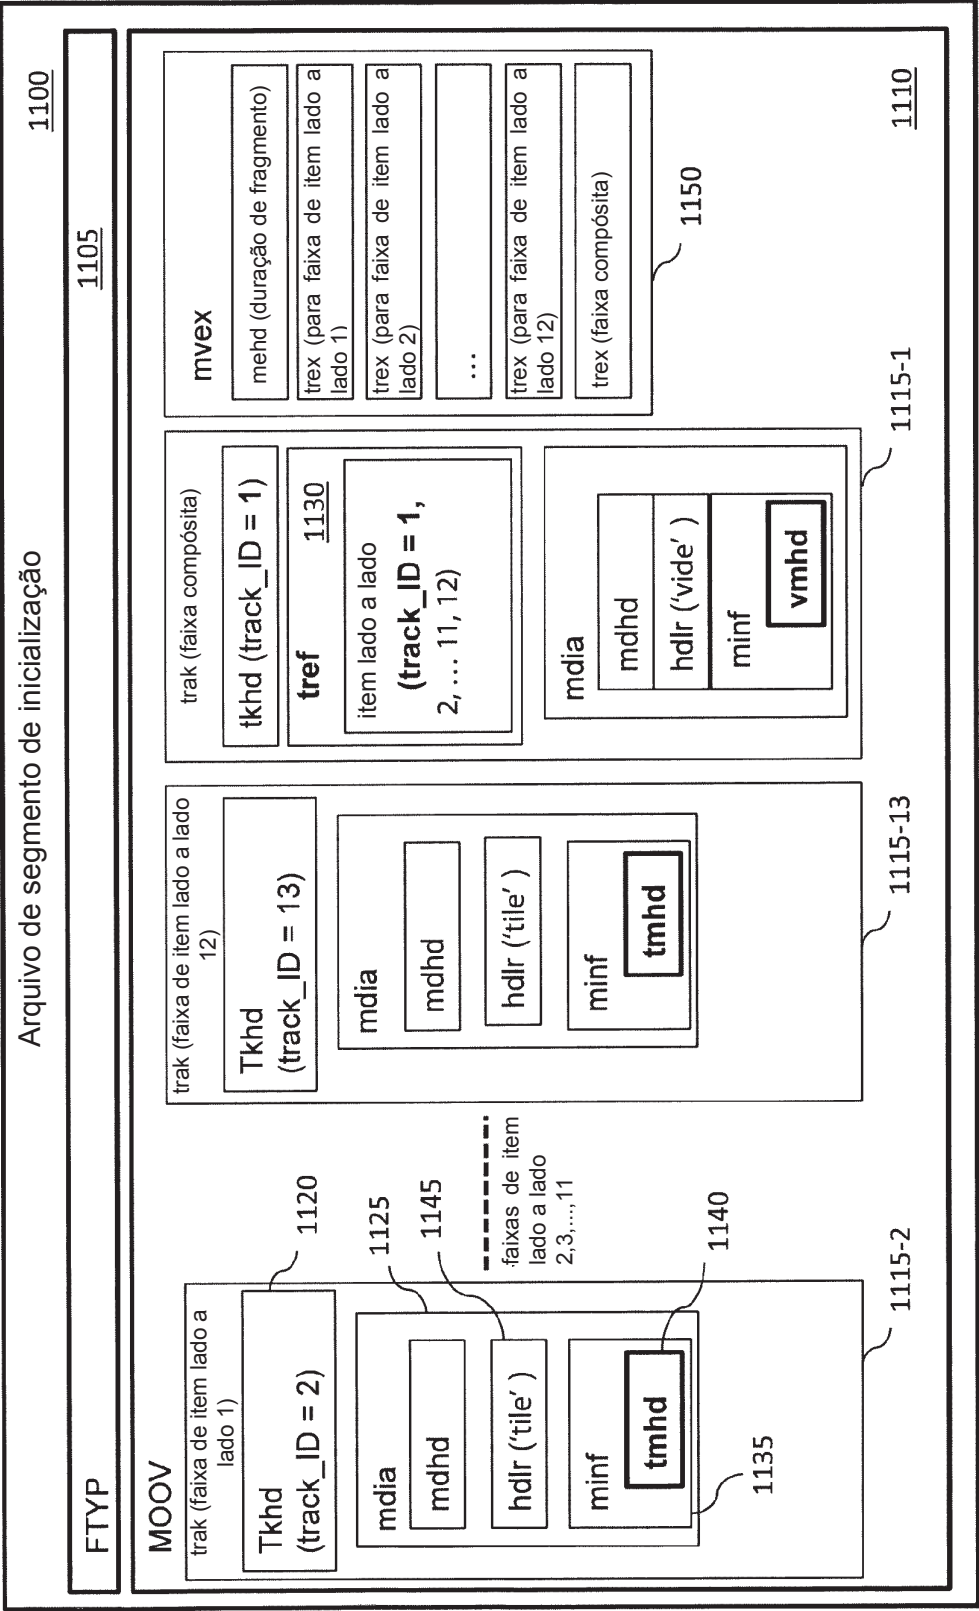 Arquivo de segmento de inicialização
1100
FTYP
1105
MOOV
1110
trak (faixa de item lado a
lado 1)
Tkhd
(track_ID = 2)
1120
mdia
1125
mdhd
hdlr ('tile' )
1145
minf
tmhd
1140
1135
1115-2
faixas de item
lado a lado
2,3,...,11
trak (faixa de item lado a lado
12)
Tkhd
(track_ID = 13)
mdia
mdhd
hdlr ('tile' )
minf
tmhd
1115-13
trak (faixa compósita)
tkhd (track_ID = 1)
tref
1130
item lado a lado
(track_ID = 1,
2, ... 11, 12)
mdia
mdhd
hdlr ('vide' )
minf
vmhd
1115-1
mvex
mehd (duração de fragmento)
trex (para faixa de item lado a
lado 1)
trex (para faixa de item lado a
lado 2)
...
trex (para faixa de item lado a
lado 12)
trex (faixa compósita)
1150